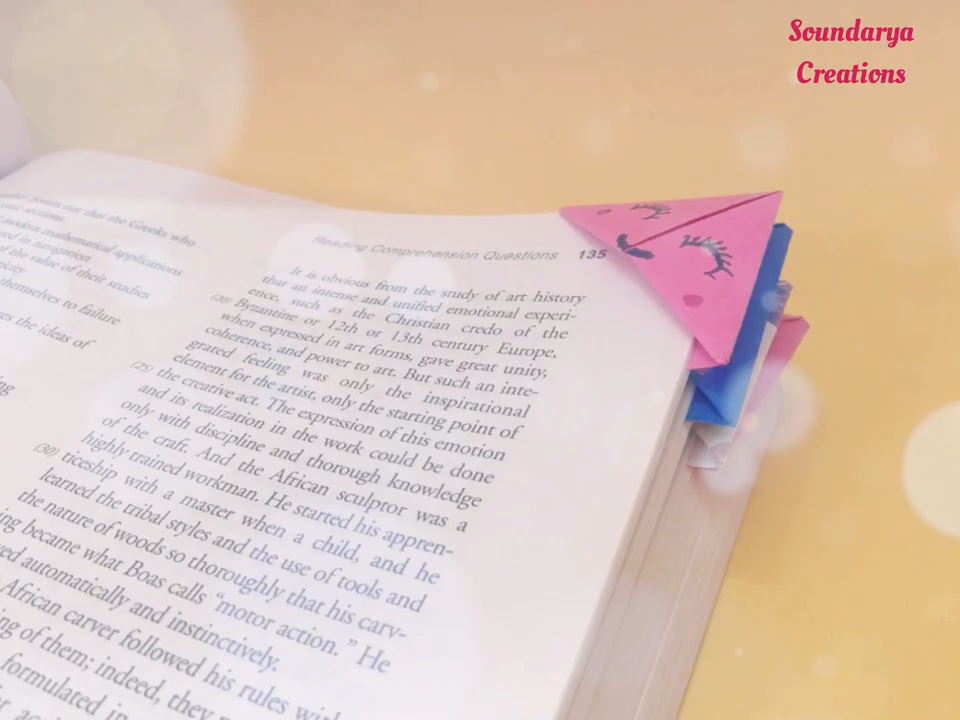 Soundarya
Creations
other points out that the Greeks who
conic sections
modern mathematical applications
in navigation
of the value of their studies
themselves to failure
the ideas of
Reading Comprehension Questions 135
It is obvious from the study of art history
that an intense and unified emotional experi-
ence, such as the Christian credo of the
(20) Byzantine or 12th or 13th century Europe,
when expressed in art forms, gave great unity,
coherence, and power to art. But such an inte-
grated feeling was only the inspirational
element for the artist, only the starting point of
(25) the creative act. The expression of this emotion
and its realization in the work could be done
only with discipline and thorough knowledge
of the craft. And the African sculptor was a
highly trained workman. He started his appren-
(30) ticeship with a master when a child, and he
learned the tribal styles and the use of tools and
the nature of woods so thoroughly that his carv-
ing became what Boas calls “motor action.” He
automatically and instinctively.
African carver followed his rules
of them; indeed, they
formulated in